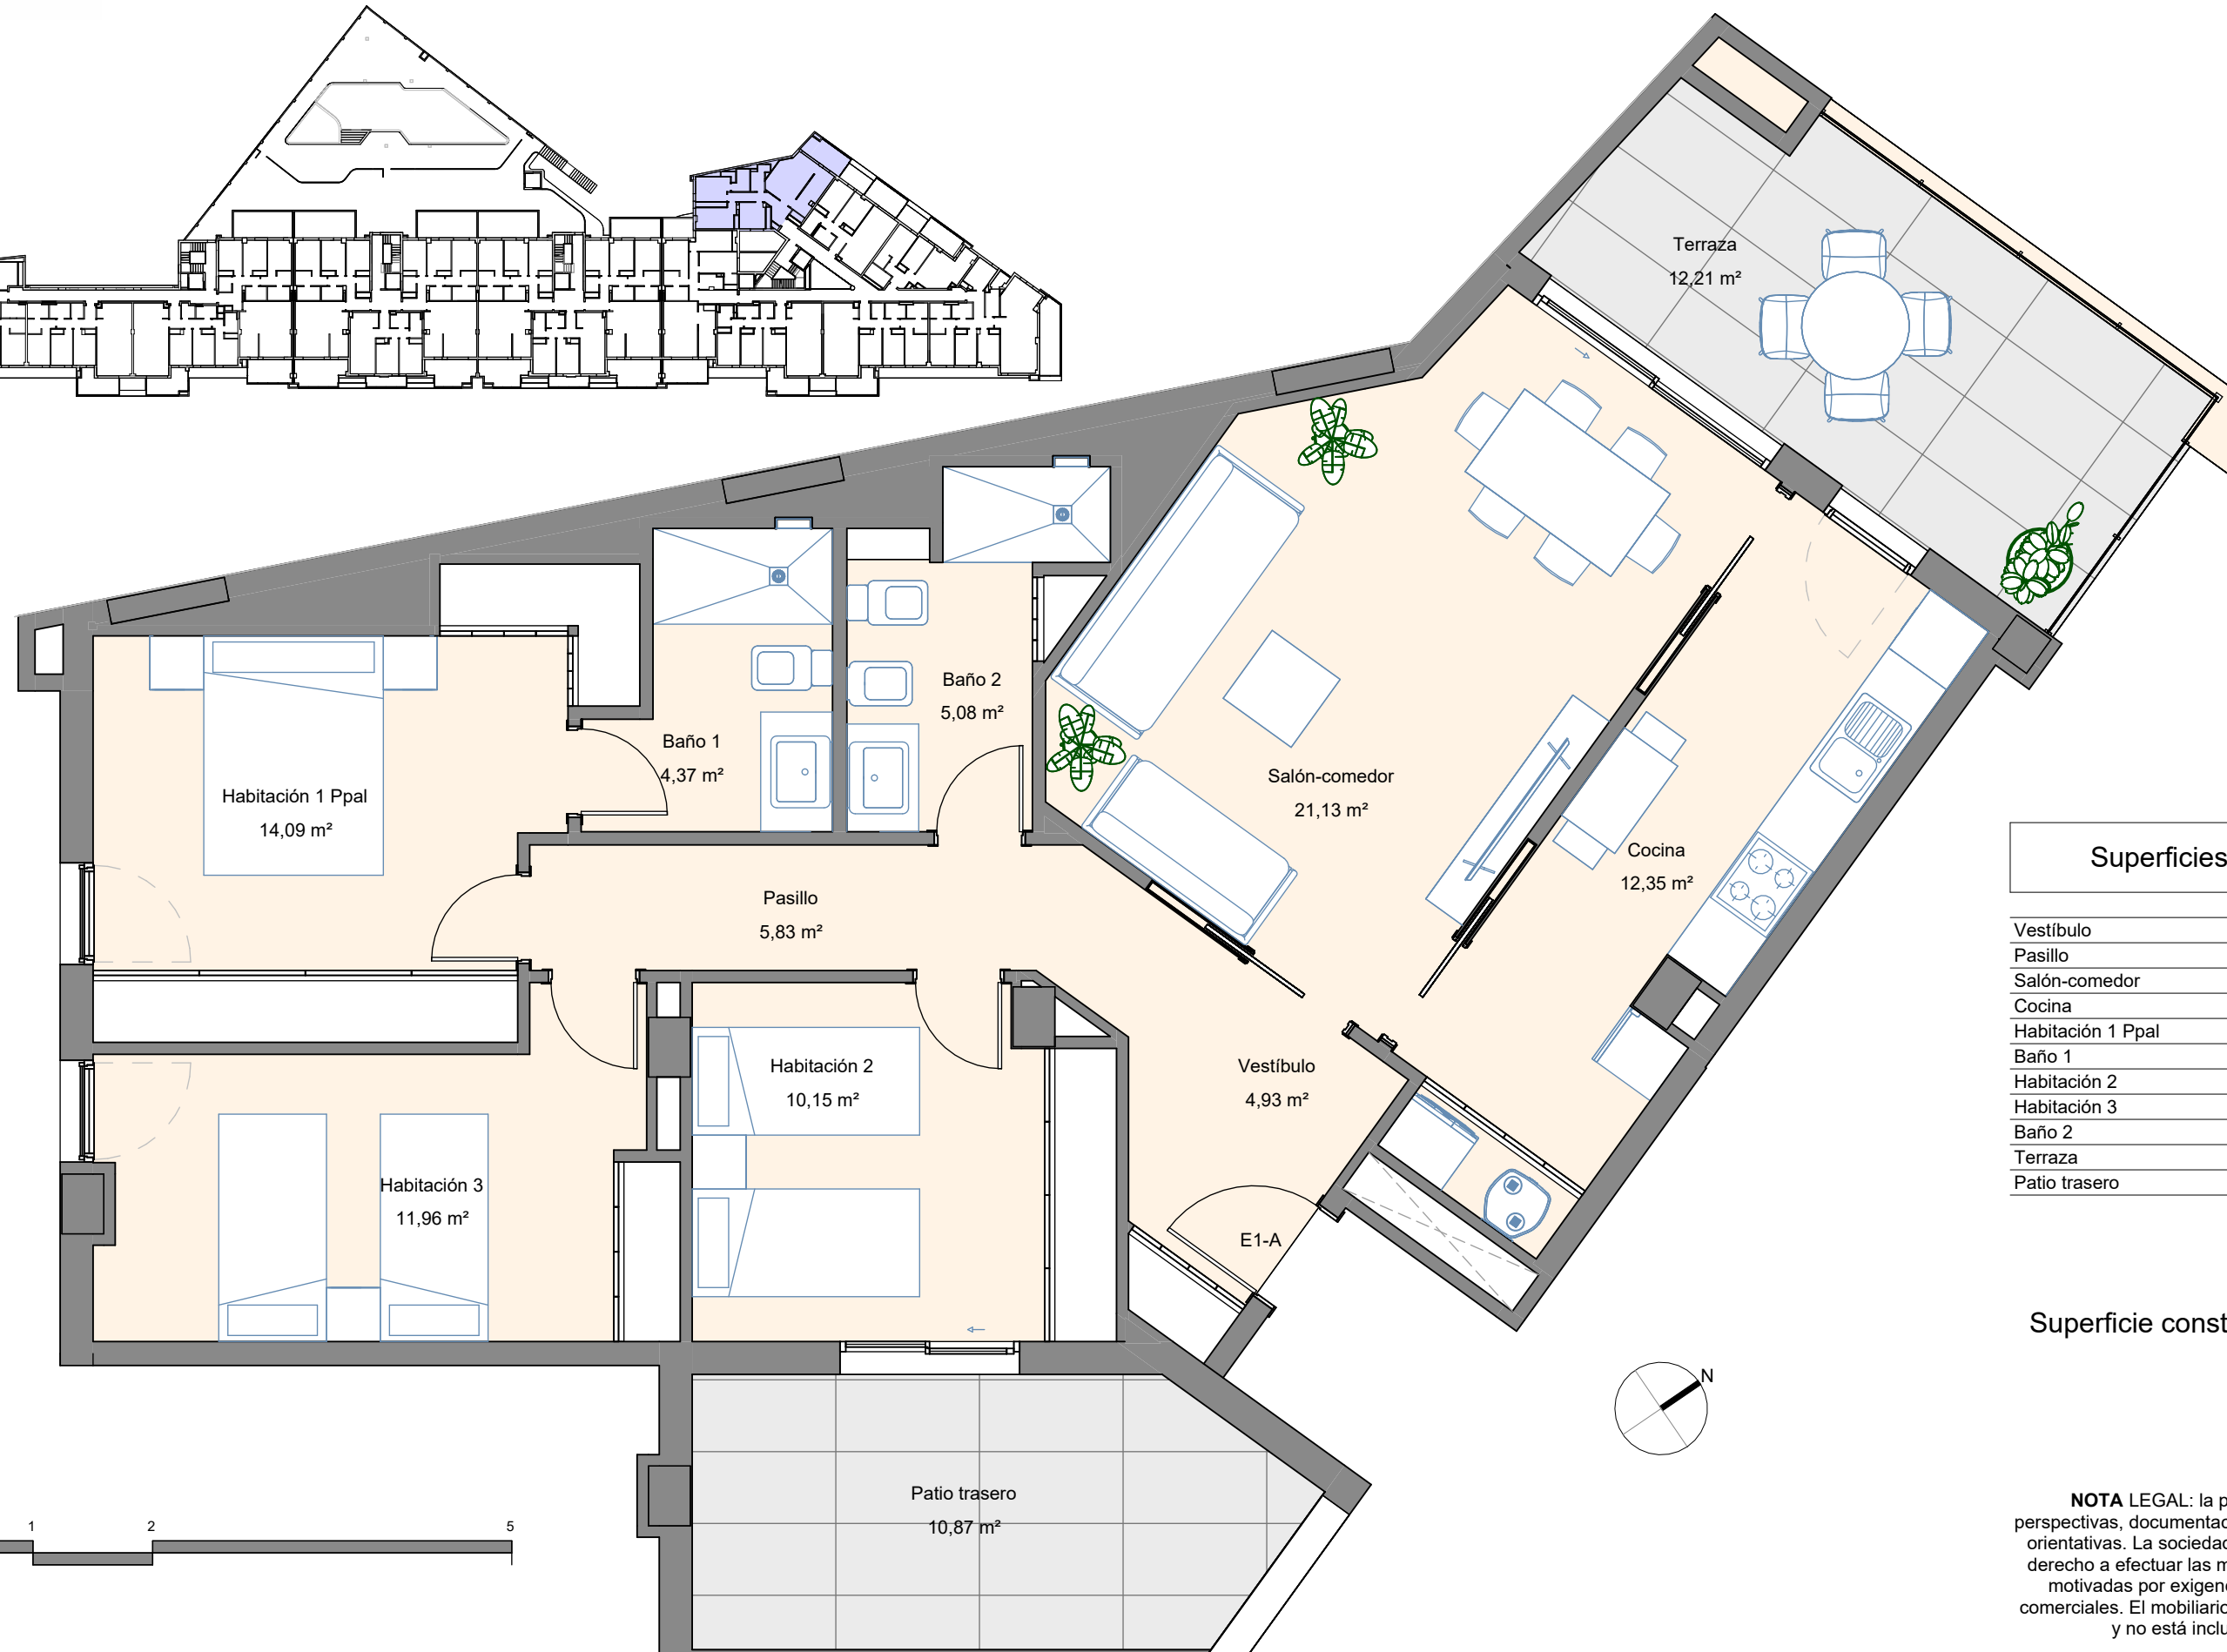 Terraza
12,21 m²
Baño 2
5,08 m²
Baño 1
4,37 m²
Habitación 1 Ppal
14,09 m²
Salón-comedor
21,13 m²
Cocina
12,35 m²
Pasillo
5,83 m²
Habitación 2
10,15 m²
Vestíbulo
4,93 m²
Habitación 3
11,96 m²
E1-A
Patio trasero
10,87 m²
N
1 2 5
Superficies
Vestíbulo
Pasillo
Salón-comedor
Cocina
Habitación 1 Ppal
Baño 1
Habitación 2
Habitación 3
Baño 2
Terraza
Patio trasero
Superficie const
NOTA LEGAL: la p
perspectivas, documentac
orientativas. La sociedad
derecho a efectuar las m
motivadas por exigenc
comerciales. El mobiliario
y no está inclu